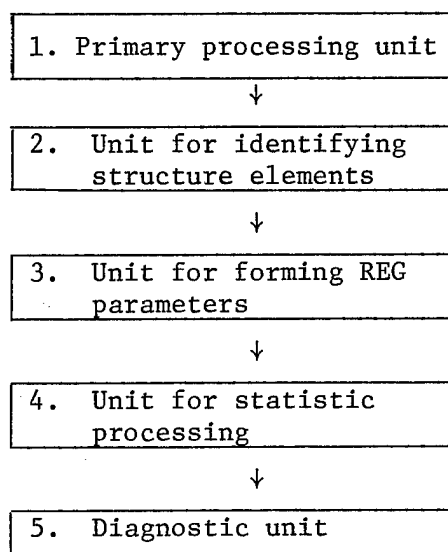 1. Primary processing unit
↓
2. Unit for identifying
structure elements
↓
3. Unit for forming REG
parameters
↓
4. Unit for statistic
processing
↓
5. Diagnostic unit